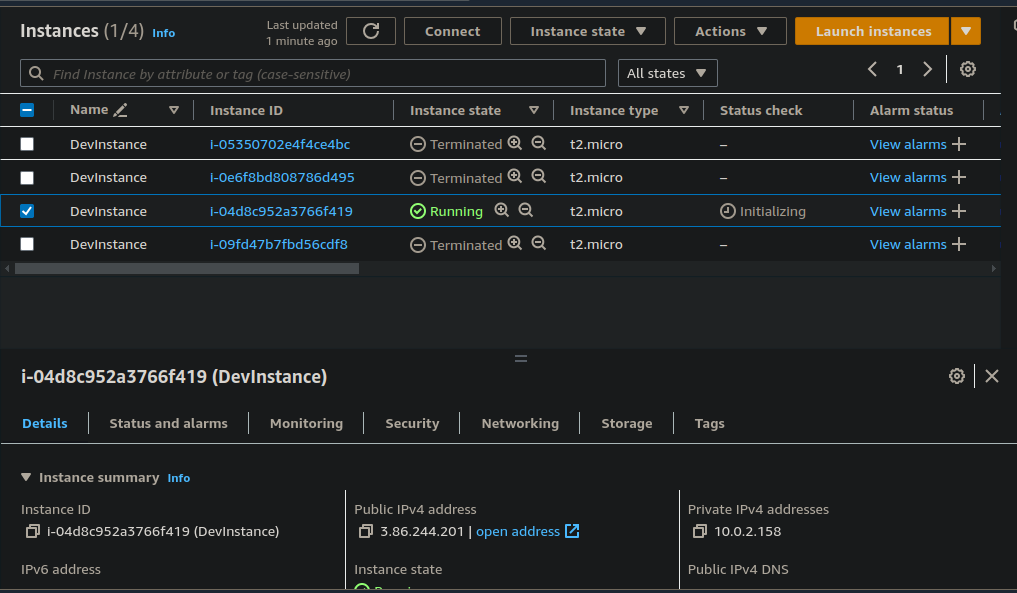 Instances (1/4) Info
Last updated
1 minute ago
Connect
Instance state
Actions
Launch instances
Find Instance by attribute or tag (case-sensitive)
All states
1
Name Instance ID Instance state Instance type Status check Alarm status
DevInstance i-05350702e4f4ce4bc Terminated t2.micro – View alarms +
DevInstance i-0e6f8bd808786d495 Terminated t2.micro – View alarms +
DevInstance i-04d8c952a3766f419 Running t2.micro Initializing View alarms +
DevInstance i-09fd47b7fbd56cdf8 Terminated t2.micro – View alarms +
i-04d8c952a3766f419 (DevInstance)
Details Status and alarms Monitoring Security Networking Storage Tags
Instance summary Info
Instance ID
i-04d8c952a3766f419 (DevInstance)
Public IPv4 address
3.86.244.201 | open address
Private IPv4 addresses
10.0.2.158
IPv6 address
Instance state
Public IPv4 DNS